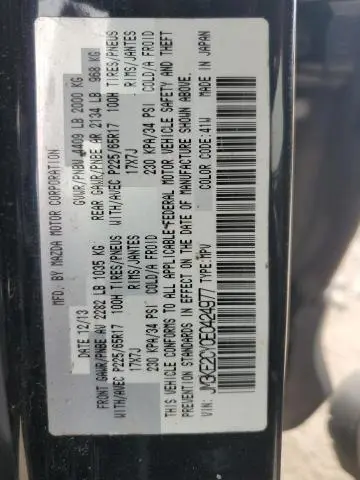 MFD. BY MAZDA MOTOR CORPORATION
DATE 12/13 GVWR/PNBV 4409 LB 2000 KG
FRONT GAWR/PNBE AV 2282 LB 1035 KG REAR GAWR/PNBE AR 2134 LB 968 KG
WITH/AVEC P225/65R17 100H TIRES/PNEUS WITH/AVEC P225/65R17 100H TIRES/PNEUS
17X7J RIMS/JANTES 17X7J RIMS/JANTES
230 KPA/34 PSI COLD/A FROID 230 KPA/34 PSI COLD/A FROID
THIS VEHICLE CONFORMS TO ALL APPLICABLE FEDERAL MOTOR VEHICLE SAFETY AND THEFT
PREVENTION STANDARDS IN EFFECT ON THE DATE OF MANUFACTURE SHOWN ABOVE.
VIN: JM3KE2CY0E0424977 TYPE: MPV COLOR CODE: 41W MADE IN JAPAN